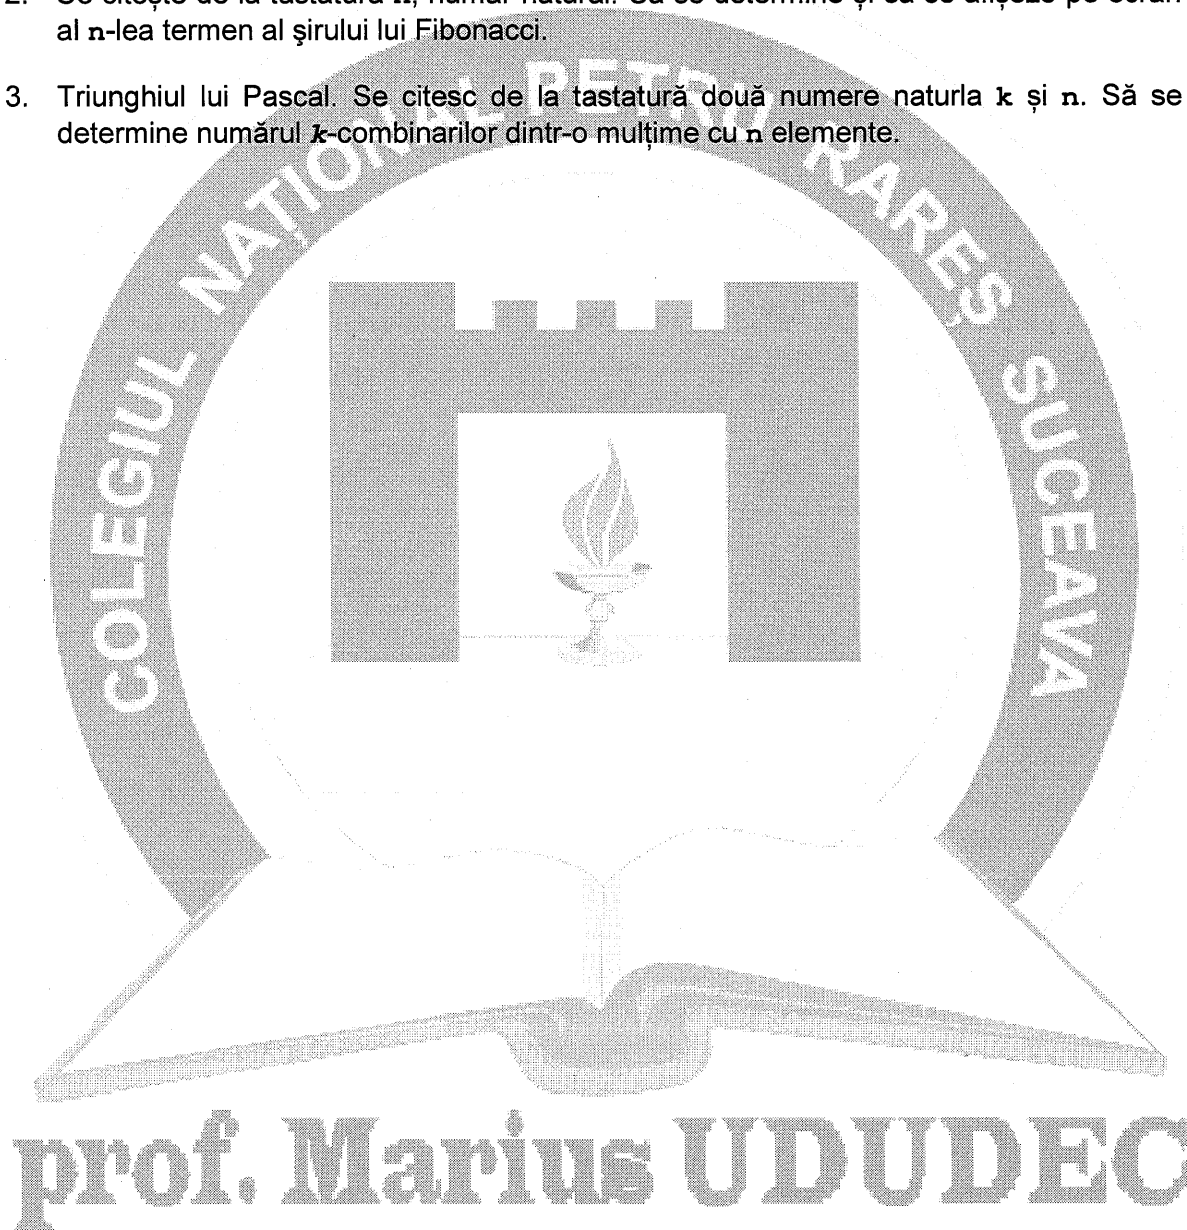 al n-lea termen al şirului lui Fibonacci.
3. Triunghiul lui Pascal. Se citesc de la tastatură două numere naturla k și n. Să se
determine numărul k-combinarilor dintr-o mulțime cu n elemente.
COLEGIUL NAȚIONAL PETRU RAREȘ SUCEAVA
prof. Marius UDUDEC